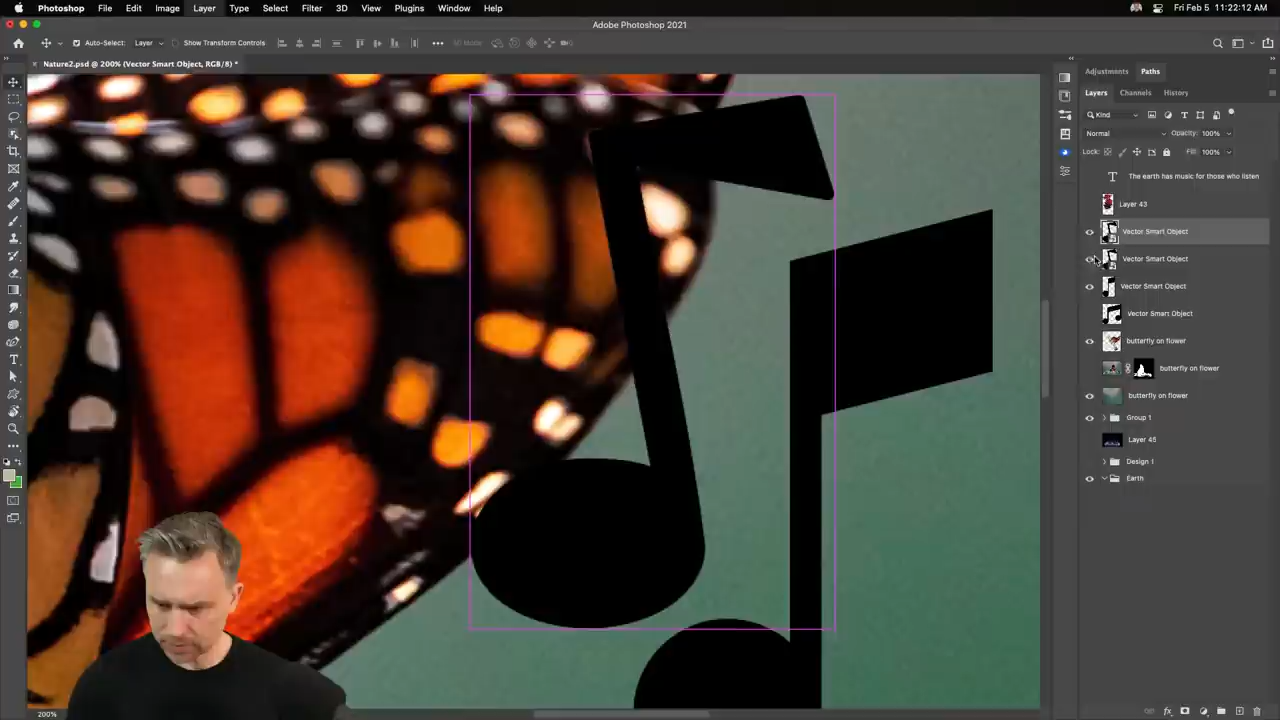 Photoshop File Edit Image Layer Type Select Filter 3D View Plugins Window Help Fri Feb 5 11:22:12 AM
Adobe Photoshop 2021
Auto-Select: Layer Show Transform Controls 3D Mode
Nature2.psd @ 200% (Vector Smart Object, RGB/8) *
Adjustments Paths
Layers Channels History
Kind
Normal Opacity: 100%
Lock: Fill: 100%
The earth has music for those who listen
Layer 43
Vector Smart Object
Vector Smart Object
Vector Smart Object
Vector Smart Object
butterfly on flower
butterfly on flower
butterfly on flower
Group 1
Layer 46
Design 1
Earth
200%